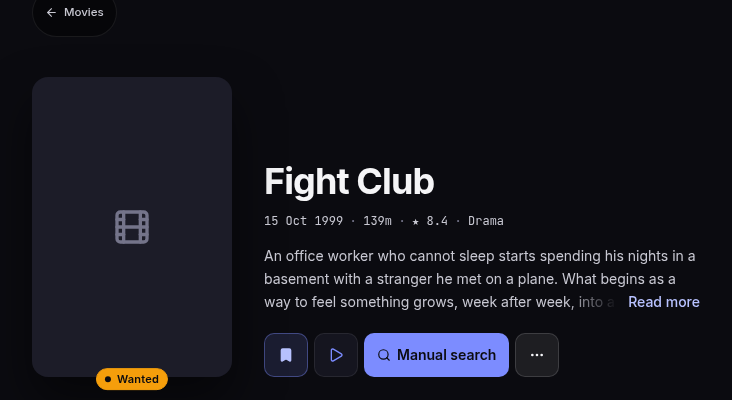 Movies
Fight Club
15 Oct 1999 · 139m · ★ 8.4 · Drama
An office worker who cannot sleep starts spending his nights in a
basement with a stranger he met on a plane. What begins as a
way to feel something grows, week after week, into a Read more
Manual search
Wanted